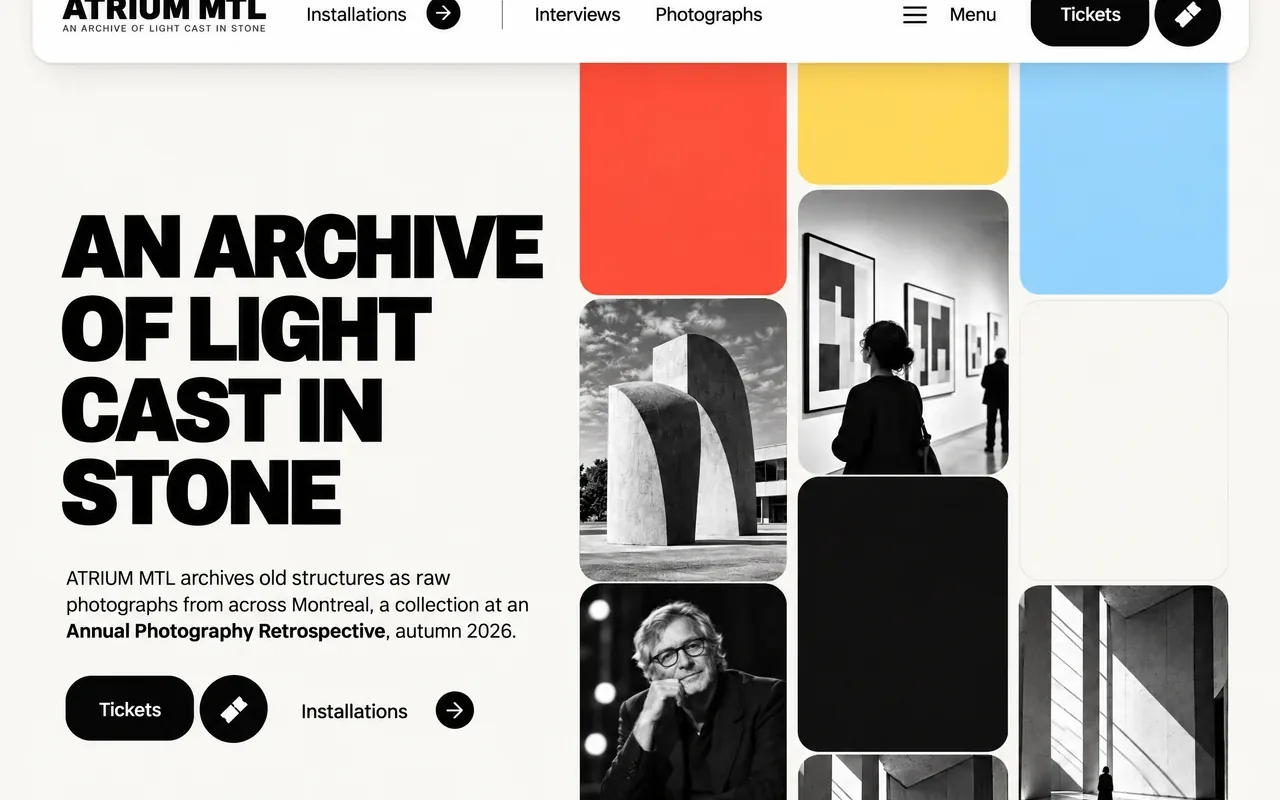 ATRIUM MTL
AN ARCHIVE OF LIGHT CAST IN STONE
Installations
Interviews
Photographs
Menu
Tickets
AN ARCHIVE
OF LIGHT
CAST IN
STONE
ATRIUM MTL archives old structures as raw
photographs from across Montreal, a collection at an
Annual Photography Retrospective, autumn 2026.
Tickets
Installations